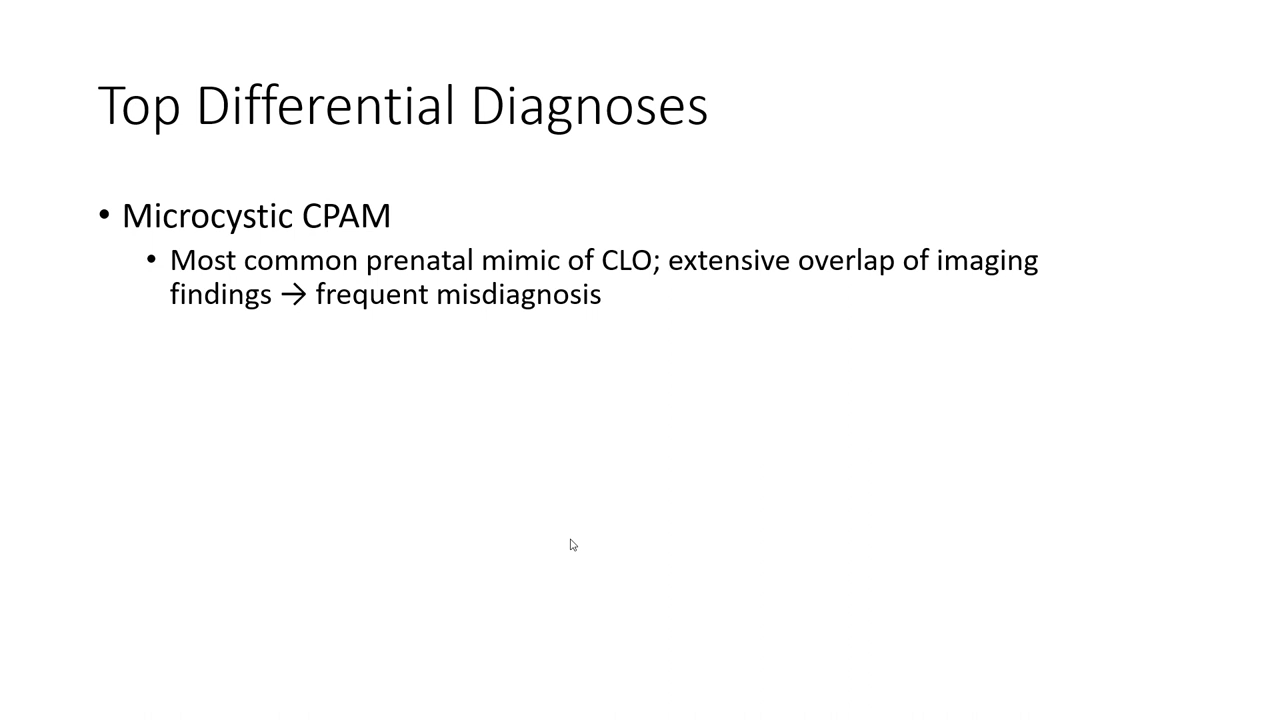 Top Differential Diagnoses
• Microcystic CPAM
• Most common prenatal mimic of CLO; extensive overlap of imaging
findings → frequent misdiagnosis